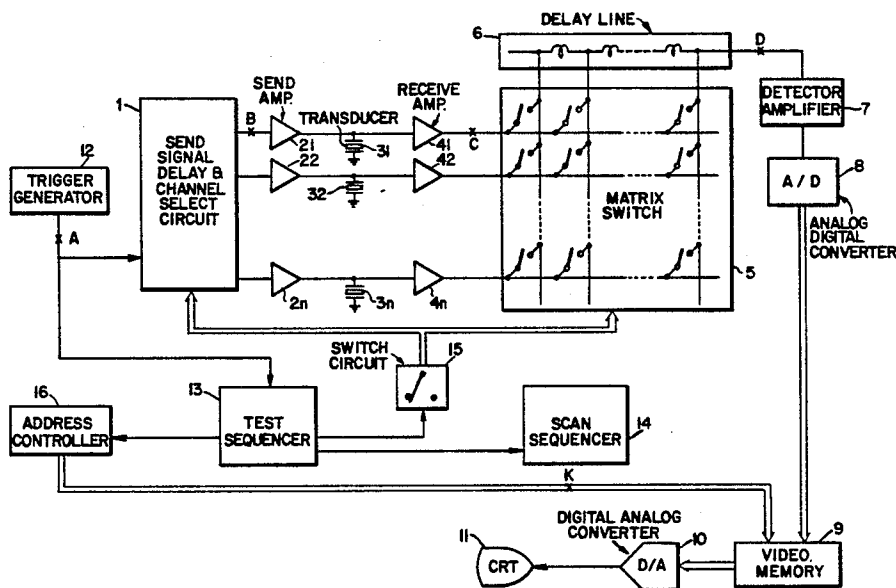 DELAY LINE
6
D
SEND
AMP.
RECEIVE
AMP.
1
B
TRANSDUCER
C
DETECTOR
AMPLIFIER
7
SEND
SIGNAL
DELAY &
CHANNEL
SELECT
CIRCUIT
21
31
41
22
32
42
12
TRIGGER
GENERATOR
A
MATRIX
SWITCH
8
A / D
ANALOG
DIGITAL
CONVERTER
5
2n
3n
4n
SWITCH
CIRCUIT
15
16
ADDRESS
CONTROLLER
13
TEST
SEQUENCER
SCAN
SEQUENCER
14
K
DIGITAL ANALOG
CONVERTER
11
CRT
D/A
10
VIDEO.
MEMORY
9